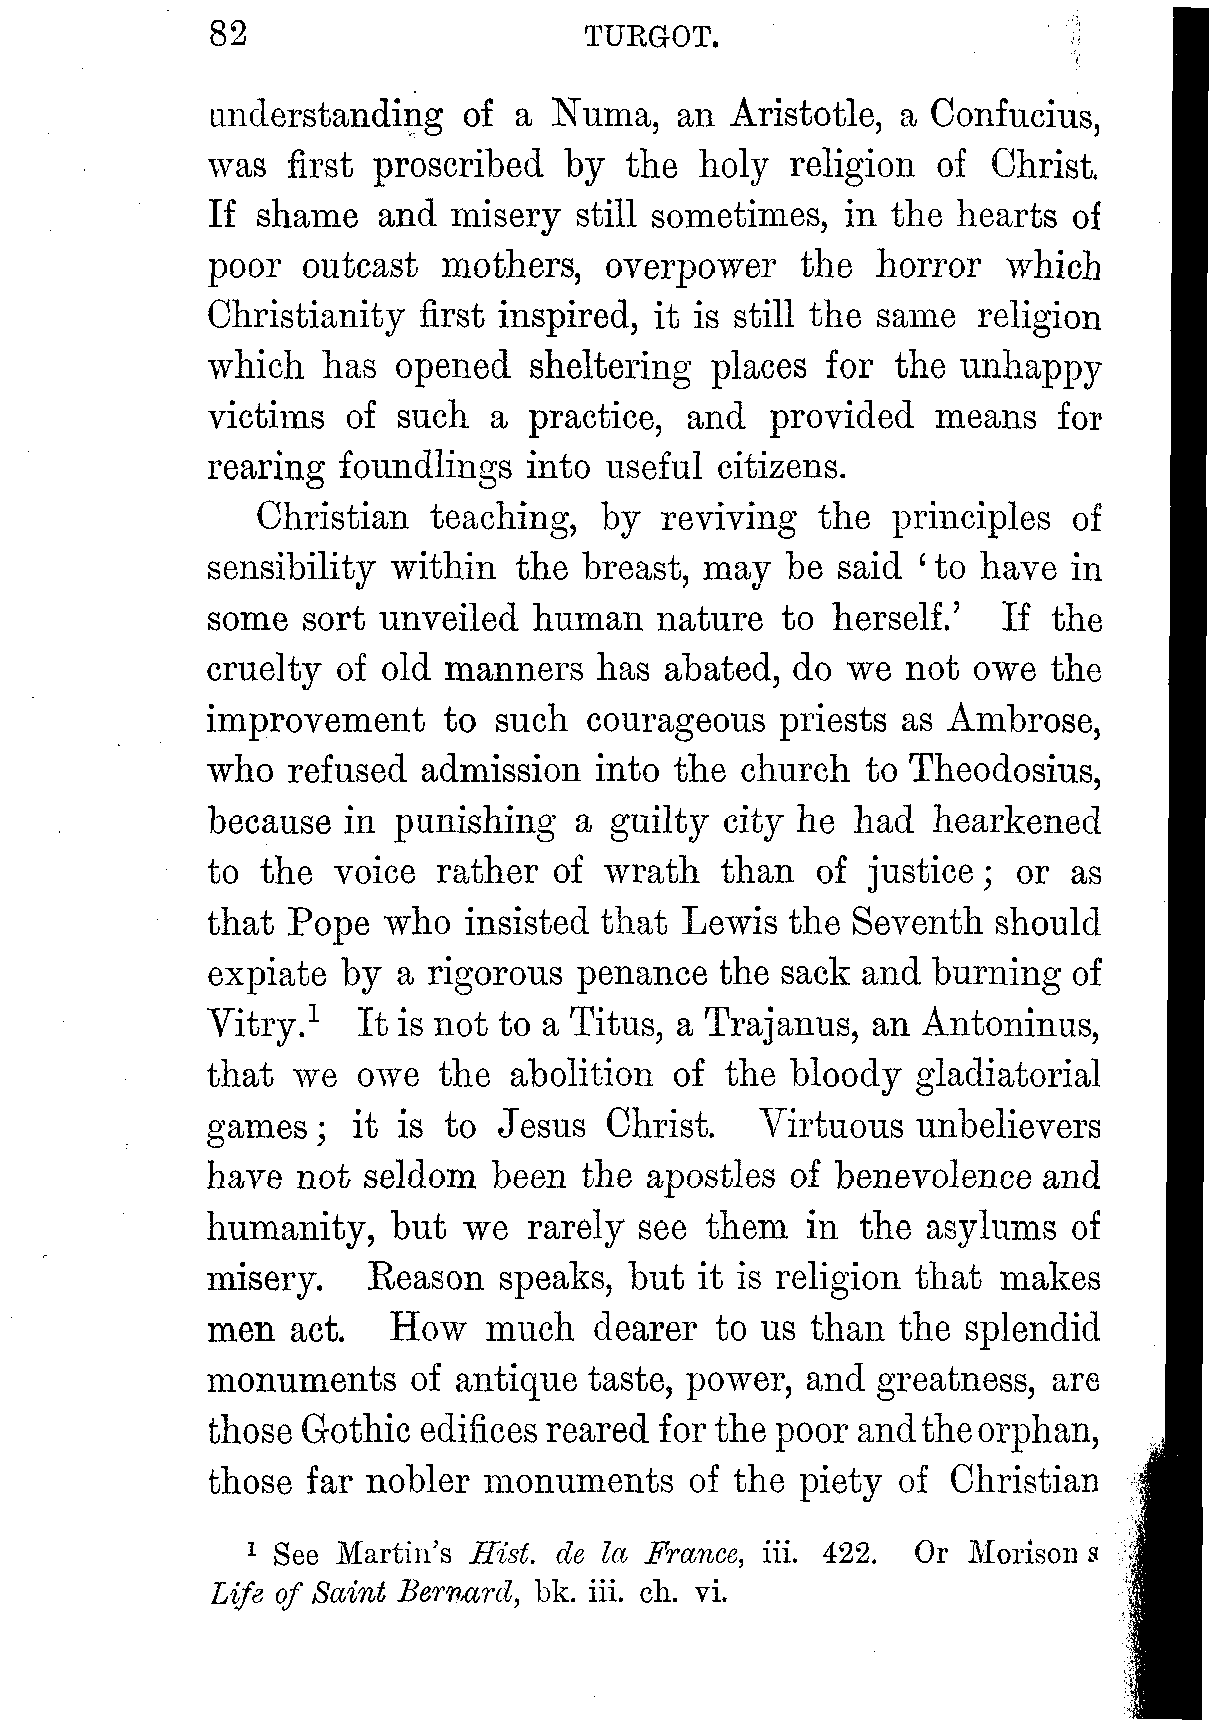 82 TURGOT.
understanding of a Numa, an Aristotle, a Confucius,
was first proscribed by the holy religion of Christ.
If shame and misery still sometimes, in the hearts of
poor outcast mothers, overpower the horror which
Christianity first inspired, it is still the same religion
which has opened sheltering places for the unhappy
victims of such a practice, and provided means for
rearing foundlings into useful citizens.
Christian teaching, by reviving the principles of
sensibility within the breast, may be said ‘to have in
some sort unveiled human nature to herself.’ If the
cruelty of old manners has abated, do we not owe the
improvement to such courageous priests as Ambrose,
who refused admission into the church to Theodosius,
because in punishing a guilty city he had hearkened
to the voice rather of wrath than of justice; or as
that Pope who insisted that Lewis the Seventh should
expiate by a rigorous penance the sack and burning of
Vitry.¹ It is not to a Titus, a Trajanus, an Antoninus,
that we owe the abolition of the bloody gladiatorial
games; it is to Jesus Christ. Virtuous unbelievers
have not seldom been the apostles of benevolence and
humanity, but we rarely see them in the asylums of
misery. Reason speaks, but it is religion that makes
men act. How much dearer to us than the splendid
monuments of antique taste, power, and greatness, are
those Gothic edifices reared for the poor and the orphan,
those far nobler monuments of the piety of Christian
¹ See Martin’s Hist. de la France, iii. 422. Or Morison s
Life of Saint Bernard, bk. iii. ch. vi.